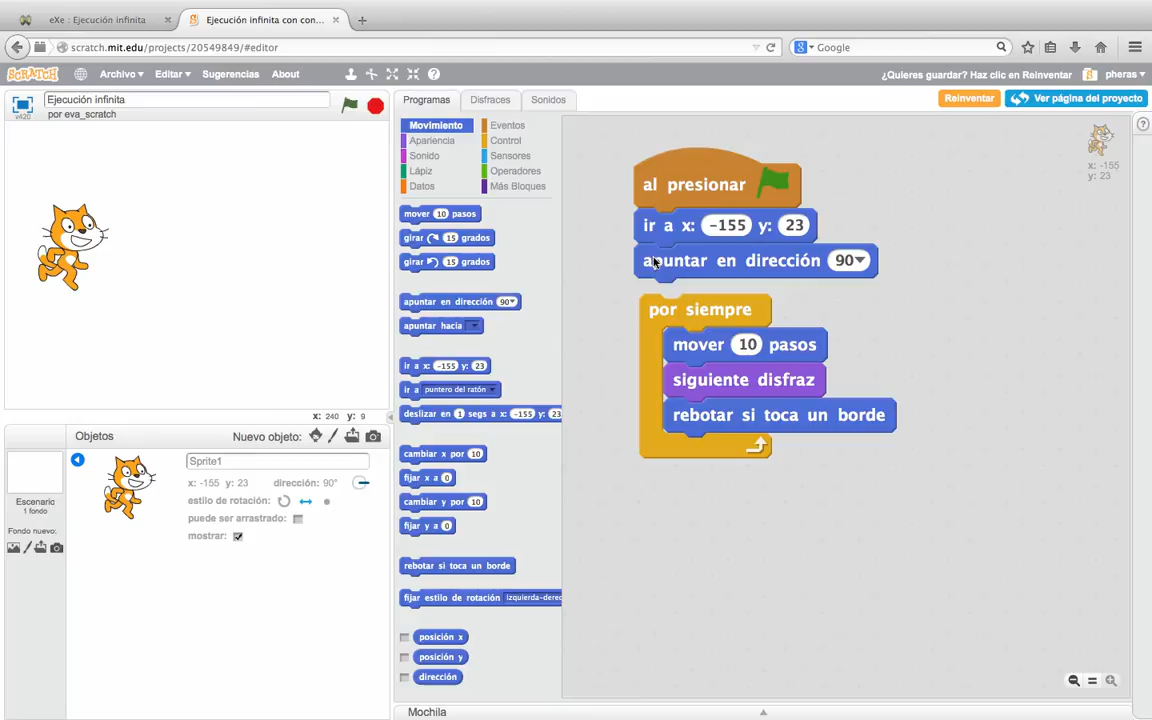 eXe : Ejecución infinita
Ejecución infinita con con...
scratch.mit.edu/projects/20549849/#editor
Google
SCRATCH
Archivo
Editar
Sugerencias
About
¿Quieres guardar? Haz clic en Reinventar
pheras
v420
Ejecución infinita
por eva_scratch
Programas
Disfraces
Sonidos
Reinventar
Ver página del proyecto
Movimiento
Apariencia
Sonido
Lápiz
Datos
Eventos
Control
Sensores
Operadores
Más Bloques
mover 10 pasos
girar 15 grados
girar 15 grados
apuntar en dirección 90
apuntar hacia
ir a x: -155 y: 23
ir a puntero del ratón
deslizar en 1 segs a x: -155 y: 23
cambiar x por 10
fijar x a 0
cambiar y por 10
fijar y a 0
rebotar si toca un borde
fijar estilo de rotación izquierda-derec
posición x
posición y
dirección
al presionar
ir a x: -155 y: 23
apuntar en dirección 90
por siempre
mover 10 pasos
siguiente disfraz
rebotar si toca un borde
x: -155
y: 23
x: 240 y: 9
Objetos
Nuevo objeto:
Escenario
1 fondo
Fondo nuevo:
Sprite1
x: -155 y: 23 dirección: 90°
estilo de rotación:
puede ser arrastrado:
mostrar:
Mochila